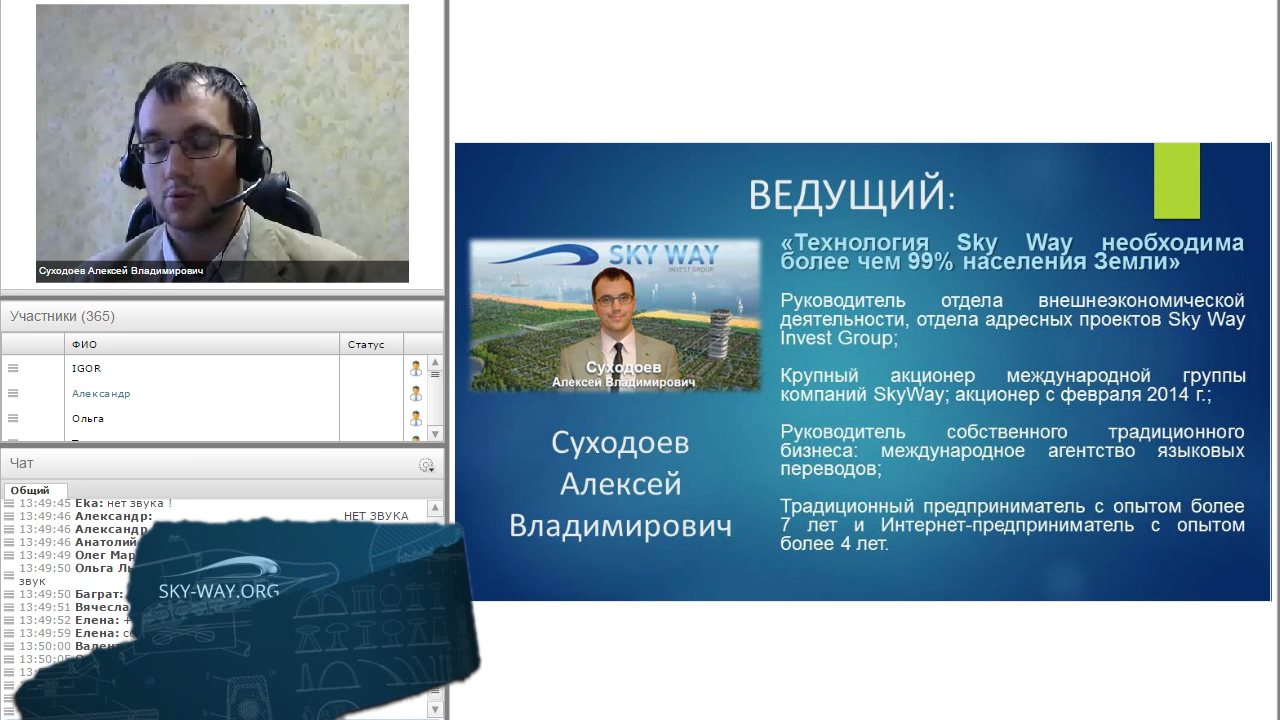 Суходоев Алексей Владимирович
Участники (365)
ФИО
Статус
IGOR
Александр
Ольга
Чат
Общий
13:49:45 Eka: нет звука !
13:49:46 Александр: НЕТ ЗВУКА
13:49:46 Александр
13:49:46 Анатолий
13:49:49 Олег Мар
13:49:50 Ольга
звук
13:49:50 Баграт:
13:49:51 Вячесла
13:49:52 Елена: +
13:49:59 Елена:
13:50:00
SKY-WAY.ORG
ВЕДУЩИЙ:
SKY WAY
INVEST GROUP
Суходоев
Алексей Владимирович
Суходоев
Алексей
Владимирович
«Технология Sky Way необходима
более чем 99% населения Земли»
Руководитель отдела внешнеэкономической
деятельности, отдела адресных проектов Sky Way
Invest Group;
Крупный акционер международной группы
компаний SkyWay; акционер с февраля 2014 г.;
Руководитель собственного традиционного
бизнеса: международное агентство языковых
переводов;
Традиционный предприниматель с опытом более
7 лет и Интернет-предприниматель с опытом
более 4 лет.